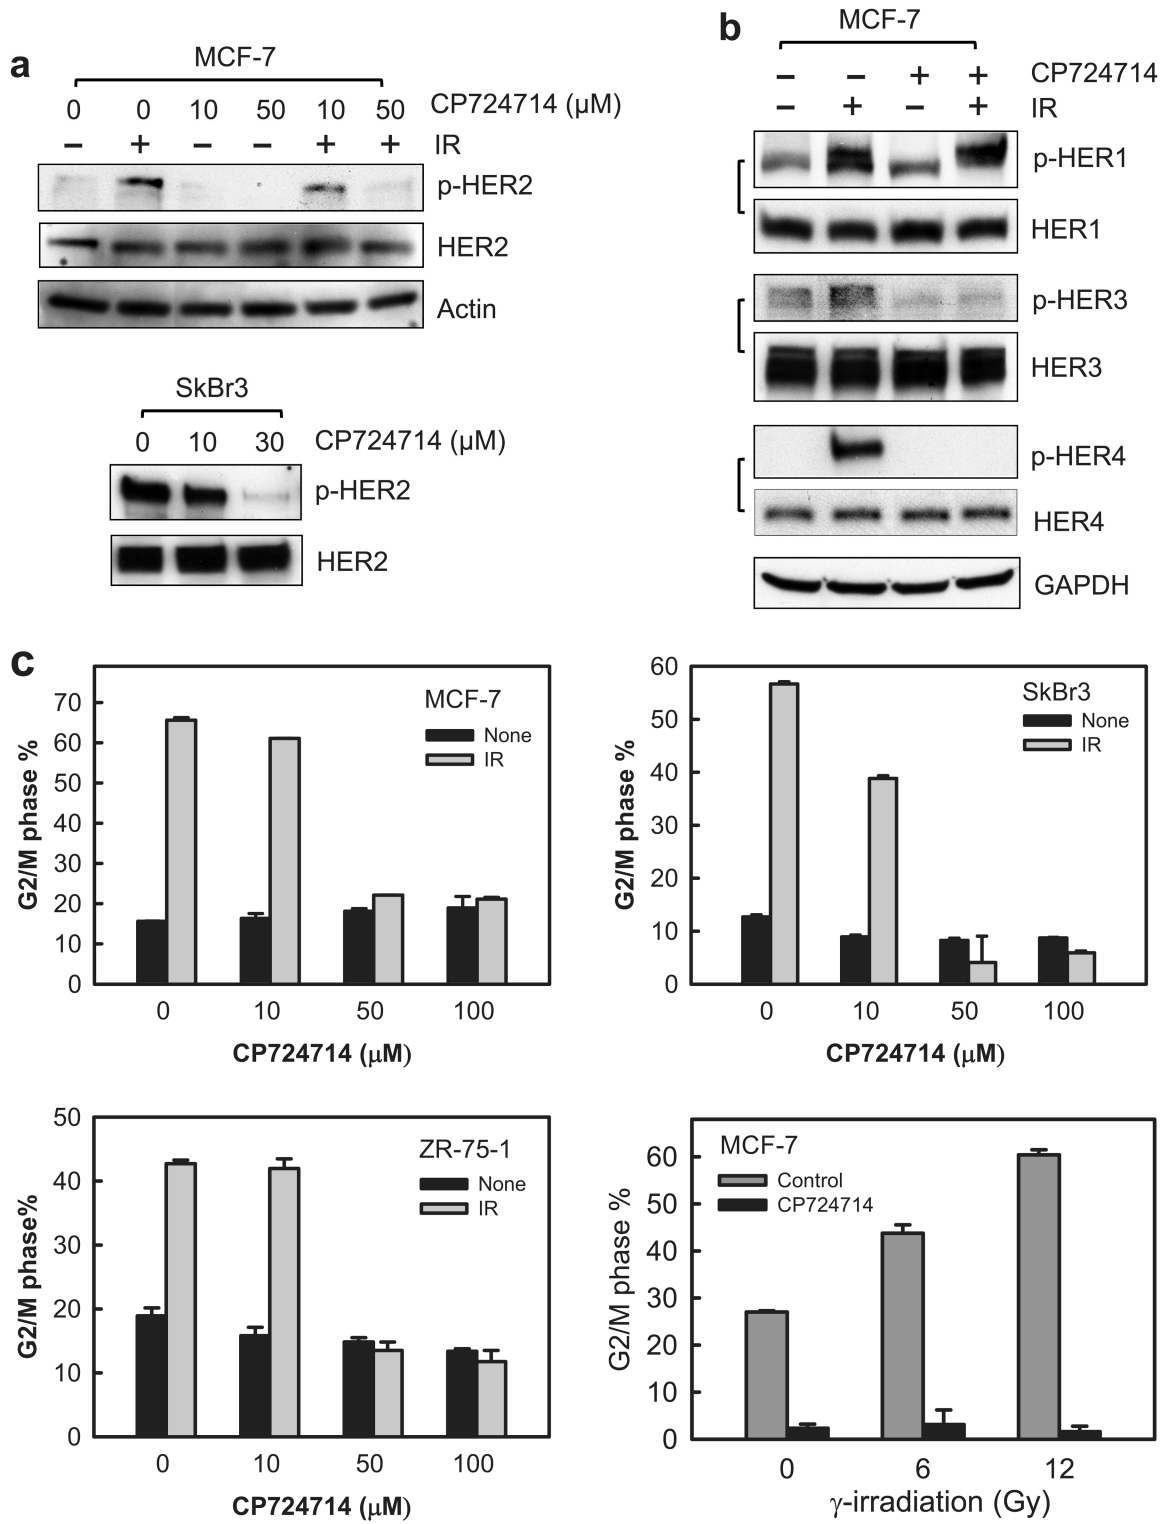 a
MCF-7
0 0 10 50 10 50 CP724714 (μM)
− + − − + + IR
p-HER2
HER2
Actin
SkBr3
0 10 30 CP724714 (μM)
p-HER2
HER2
b
MCF-7
− − + + CP724714
− + − + IR
p-HER1
HER1
p-HER3
HER3
p-HER4
HER4
GAPDH
c
MCF-7
None
IR
G2/M phase %
70
60
50
40
30
20
10
0
0 10 50 100
CP724714 (μM)
SkBr3
None
IR
G2/M phase %
60
50
40
30
20
10
0
0 10 50 100
CP724714 (μM)
ZR-75-1
None
IR
G2/M phase%
50
40
30
20
10
0
0 10 50 100
CP724714 (μM)
MCF-7
Control
CP724714
G2/M phase %
60
50
40
30
20
10
0
0 6 12
γ-irradiation (Gy)